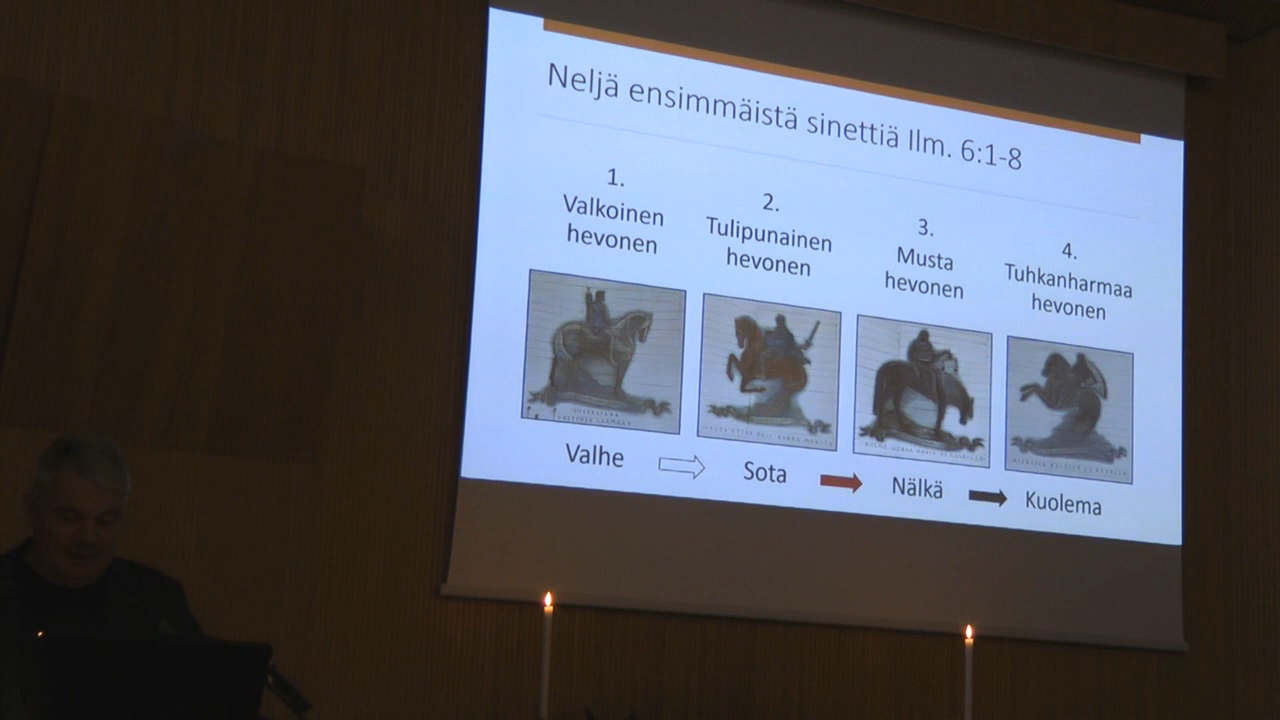 Neljä ensimmäistä sinettiä Ilm. 6:1-8
1.
Valkoinen
hevonen
2.
Tulipunainen
hevonen
3.
Musta
hevonen
4.
Tuhkanharmaa
hevonen
Valhe
Sota
Nälkä
Kuolema